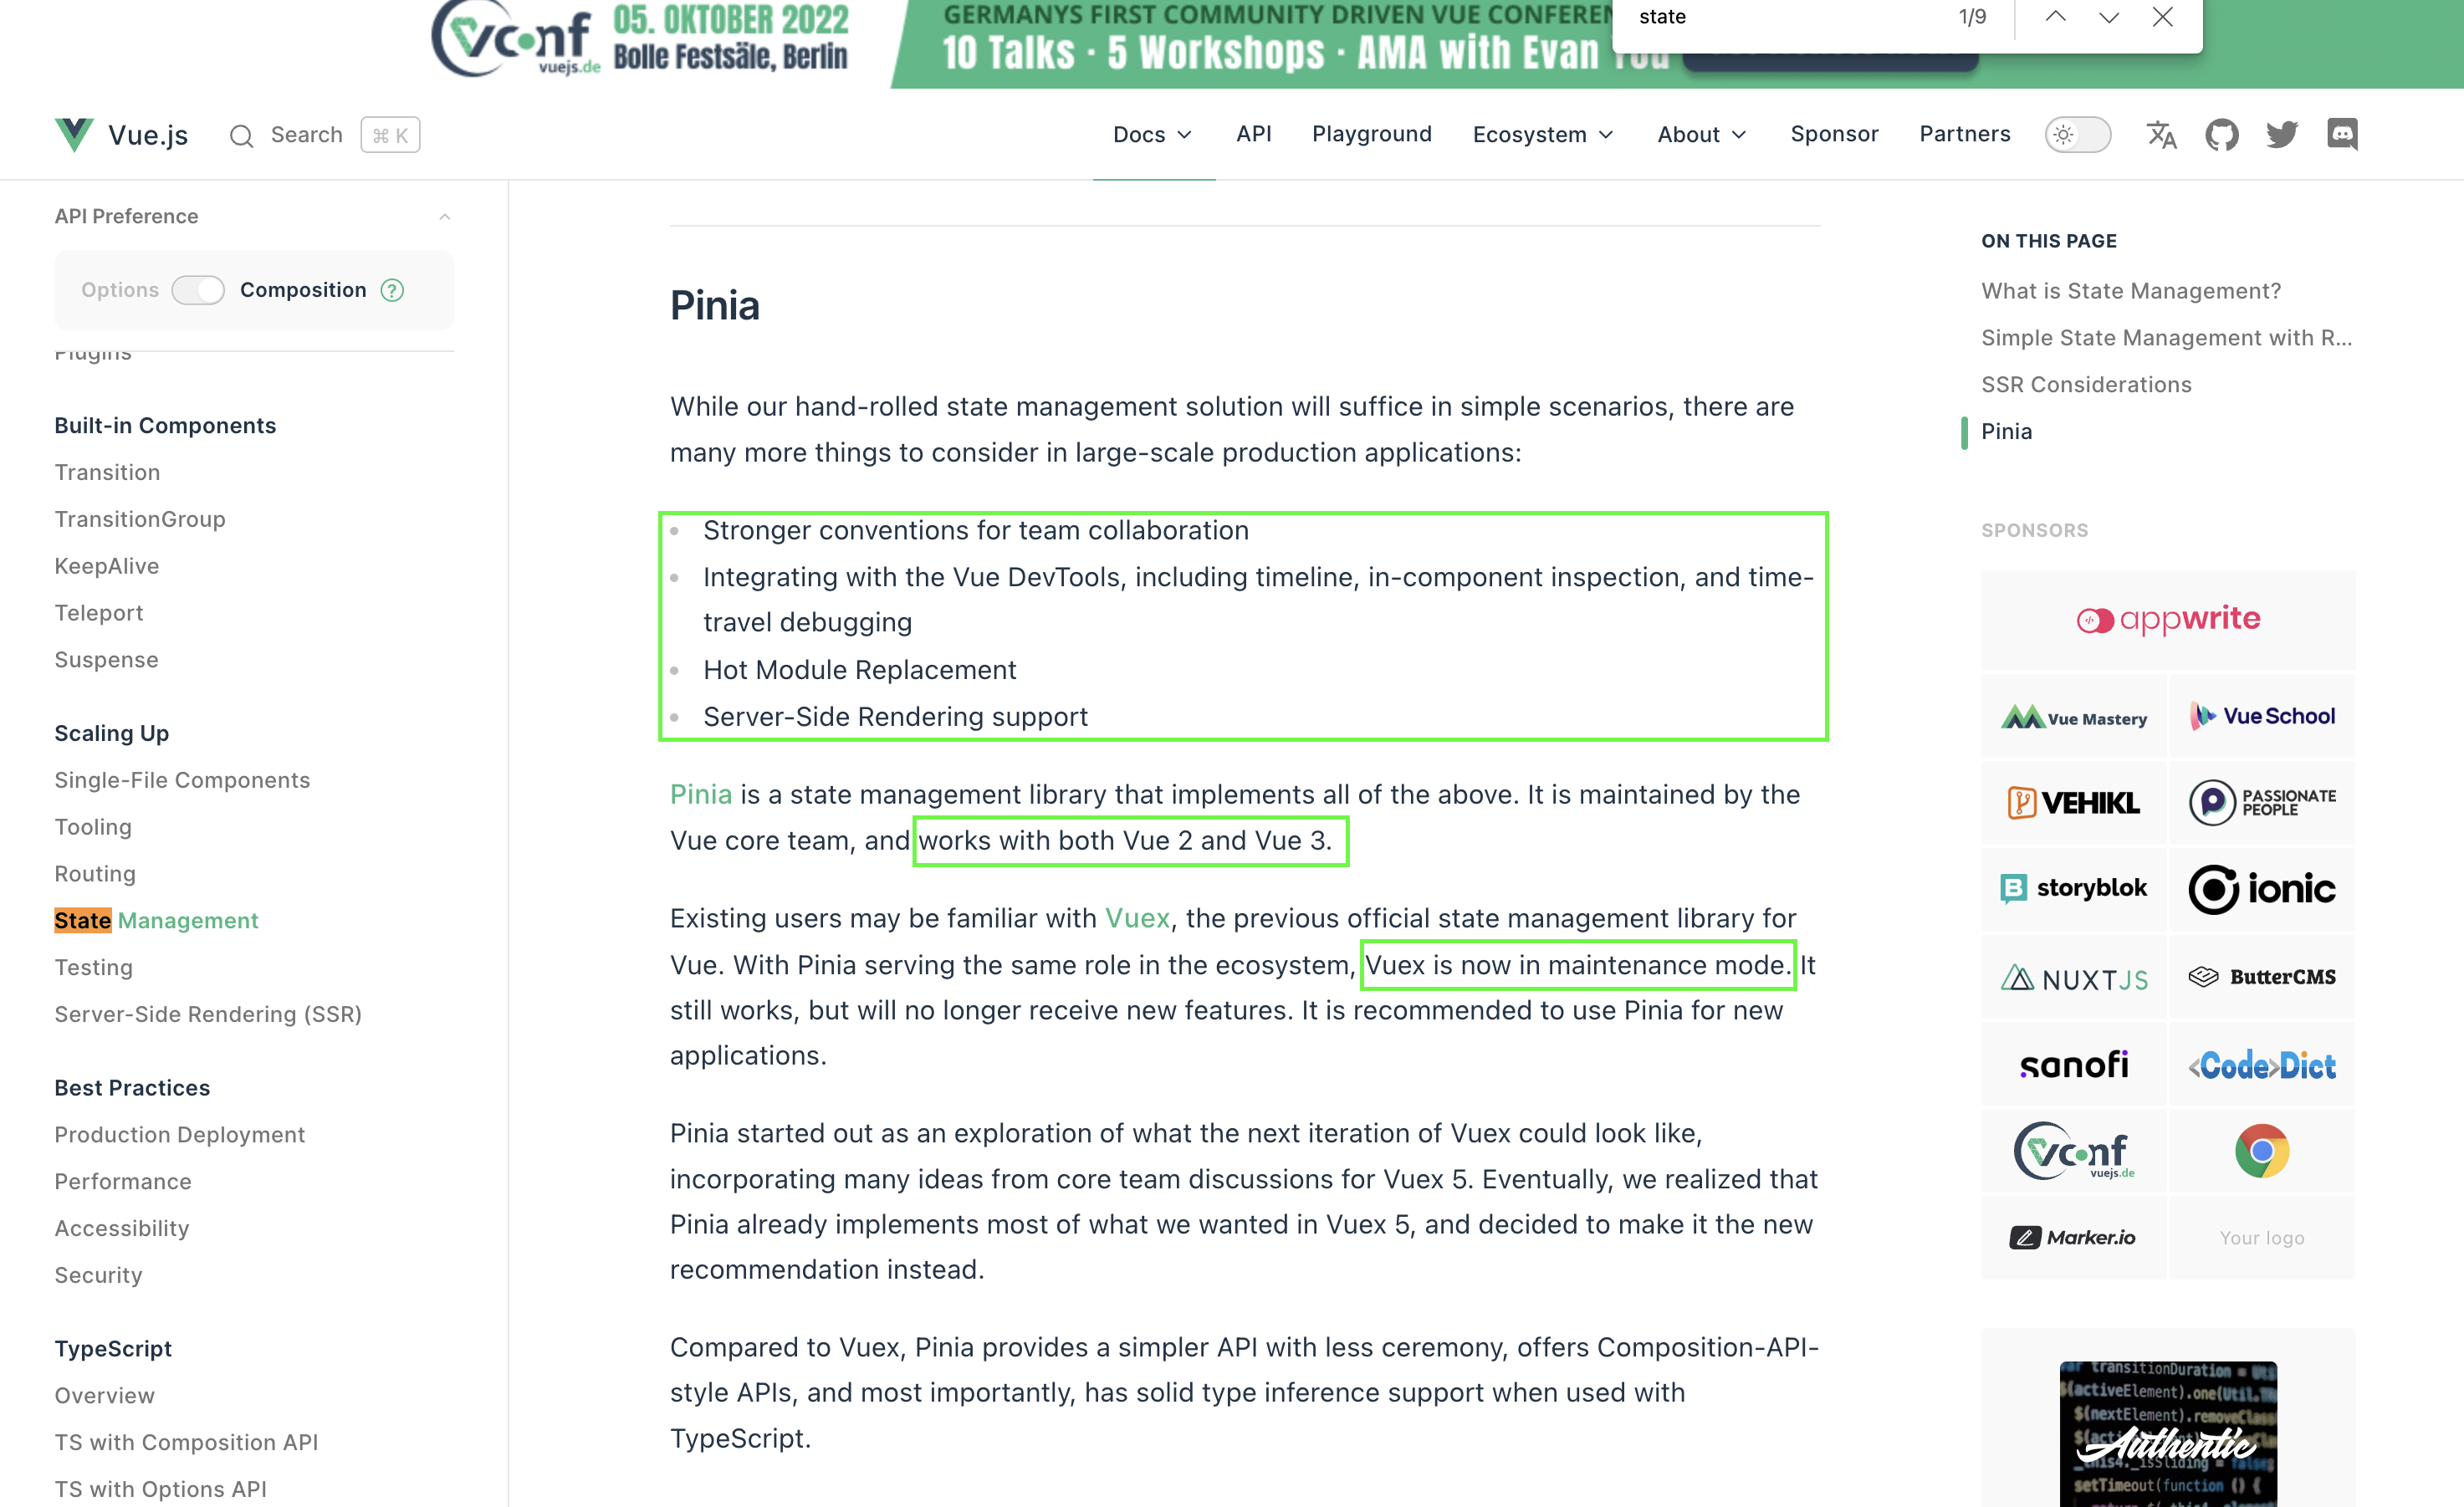 vconf
vuejs.de
05. OKTOBER 2022
Bolle Festsäle, Berlin
GERMANYS FIRST COMMUNITY DRIVEN VUE
10 Talks · 5 Workshops · AMA with Evan You
state
1/9
Vue.js
Search
⌘ K
Docs
API
Playground
Ecosystem
About
Sponsor
Partners
API Preference
Options
Composition
?
Plugins
Built-in Components
Transition
TransitionGroup
KeepAlive
Teleport
Suspense
Scaling Up
Single-File Components
Tooling
Routing
State Management
Testing
Server-Side Rendering (SSR)
Best Practices
Production Deployment
Performance
Accessibility
Security
TypeScript
Overview
TS with Composition API
TS with Options API
Pinia
While our hand-rolled state management solution will suffice in simple scenarios, there are
many more things to consider in large-scale production applications:
Stronger conventions for team collaboration
Integrating with the Vue DevTools, including timeline, in-component inspection, and time-
travel debugging
Hot Module Replacement
Server-Side Rendering support
Pinia is a state management library that implements all of the above. It is maintained by the
Vue core team, and works with both Vue 2 and Vue 3.
Existing users may be familiar with Vuex, the previous official state management library for
Vue. With Pinia serving the same role in the ecosystem, Vuex is now in maintenance mode. It
still works, but will no longer receive new features. It is recommended to use Pinia for new
applications.
Pinia started out as an exploration of what the next iteration of Vuex could look like,
incorporating many ideas from core team discussions for Vuex 5. Eventually, we realized that
Pinia already implements most of what we wanted in Vuex 5, and decided to make it the new
recommendation instead.
Compared to Vuex, Pinia provides a simpler API with less ceremony, offers Composition-API-
style APIs, and most importantly, has solid type inference support when used with
TypeScript.
ON THIS PAGE
What is State Management?
Simple State Management with R...
SSR Considerations
Pinia
SPONSORS
appwrite
Vue Mastery
Vue School
VEHIKL
PASSIONATE
PEOPLE
storyblok
ionic
NUXTJS
ButterCMS
sanofi
<Code>Dict
vconf
vuejs.de
Marker.io
Your logo
transitionDuration =
$(activeElement).one(Util.
$(nextElement).removeClass
Authentic
_isSliding =
setTimeout(function () {